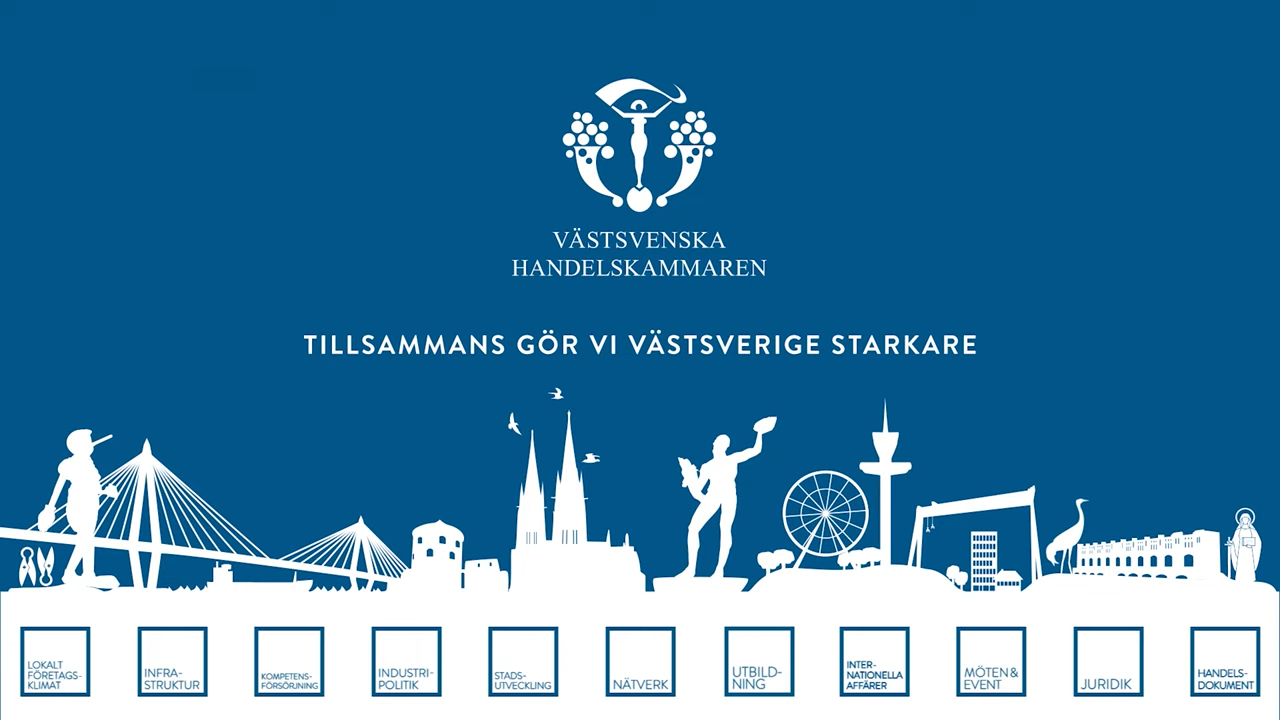 VÄSTSVENSKA
HANDELSKAMMAREN
TILLSAMMANS GÖR VI VÄSTSVERIGE STARKARE
LOKALT
FÖRETAGS-
KLIMAT
INFRA-
STRUKTUR
KOMPETENS-
FÖRSÖRJNING
INDUSTRI-
POLITIK
STADS-
UTVECKLING
NÄTVERK
UTBILD-
NING
INTER-
NATIONELLA
AFFÄRER
MÖTEN &
EVENT
JURIDIK
HANDELS-
DOKUMENT